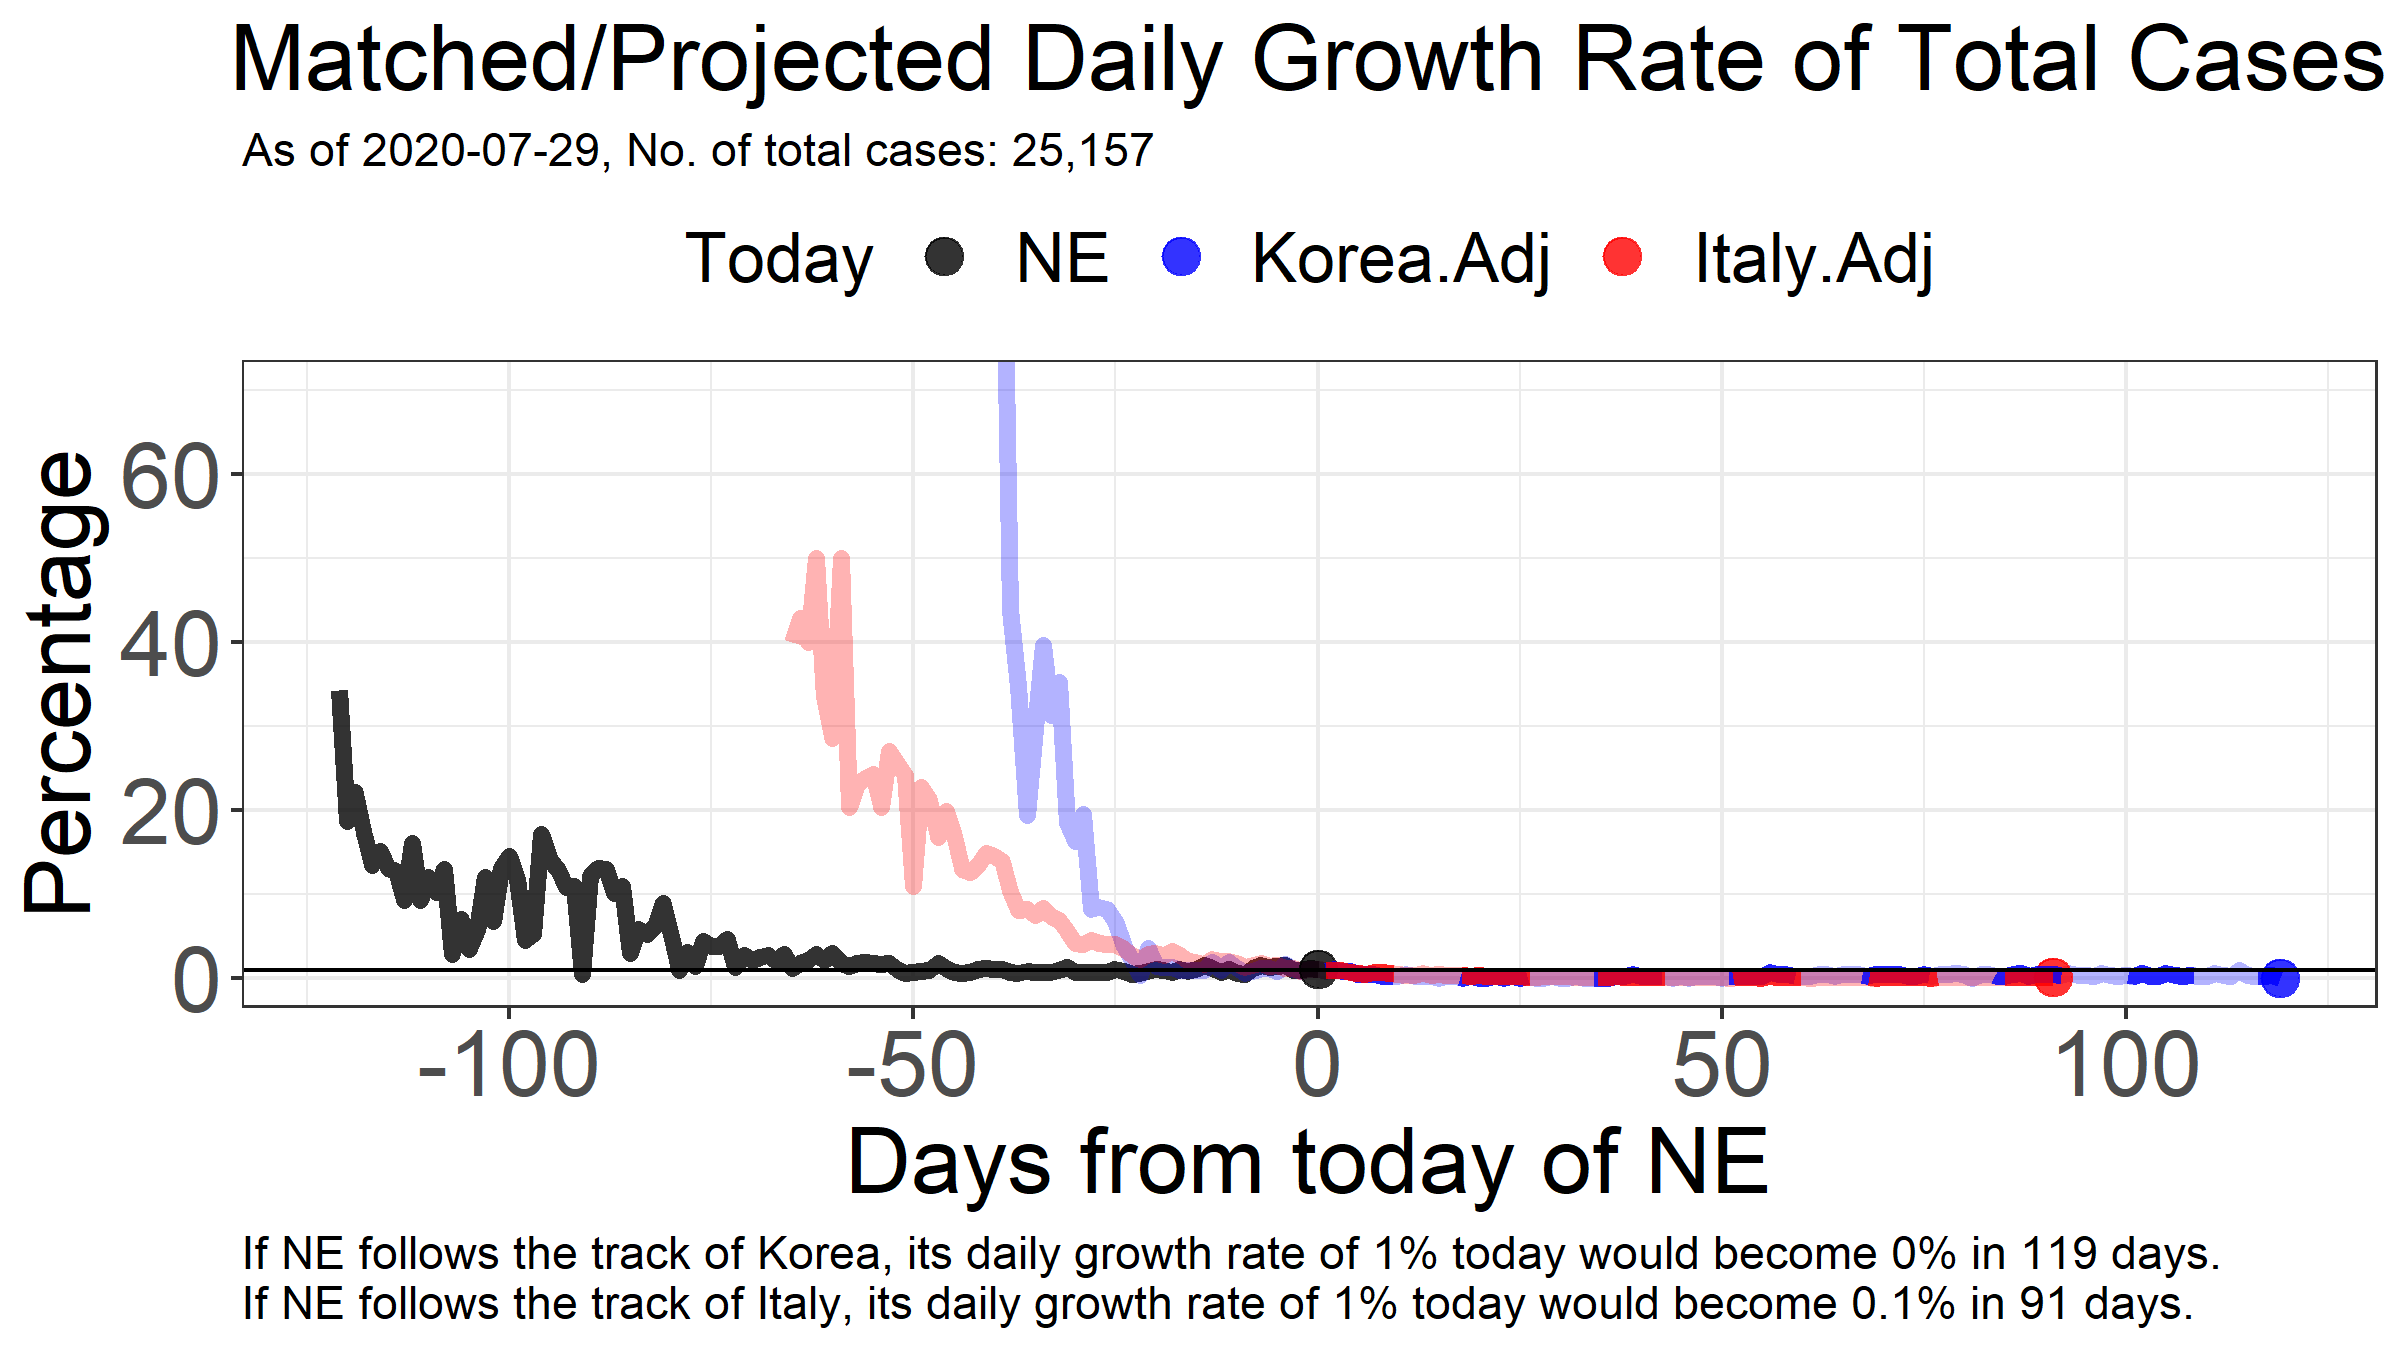 Matched/Projected Daily Growth Rate of Total Cases
As of 2020-07-29, No. of total cases: 25,157
Today NE Korea.Adj Italy.Adj
Percentage
60
40
20
0
-100 -50 0 50 100
Days from today of NE
If NE follows the track of Korea, its daily growth rate of 1% today would become 0% in 119 days.
If NE follows the track of Italy, its daily growth rate of 1% today would become 0.1% in 91 days.